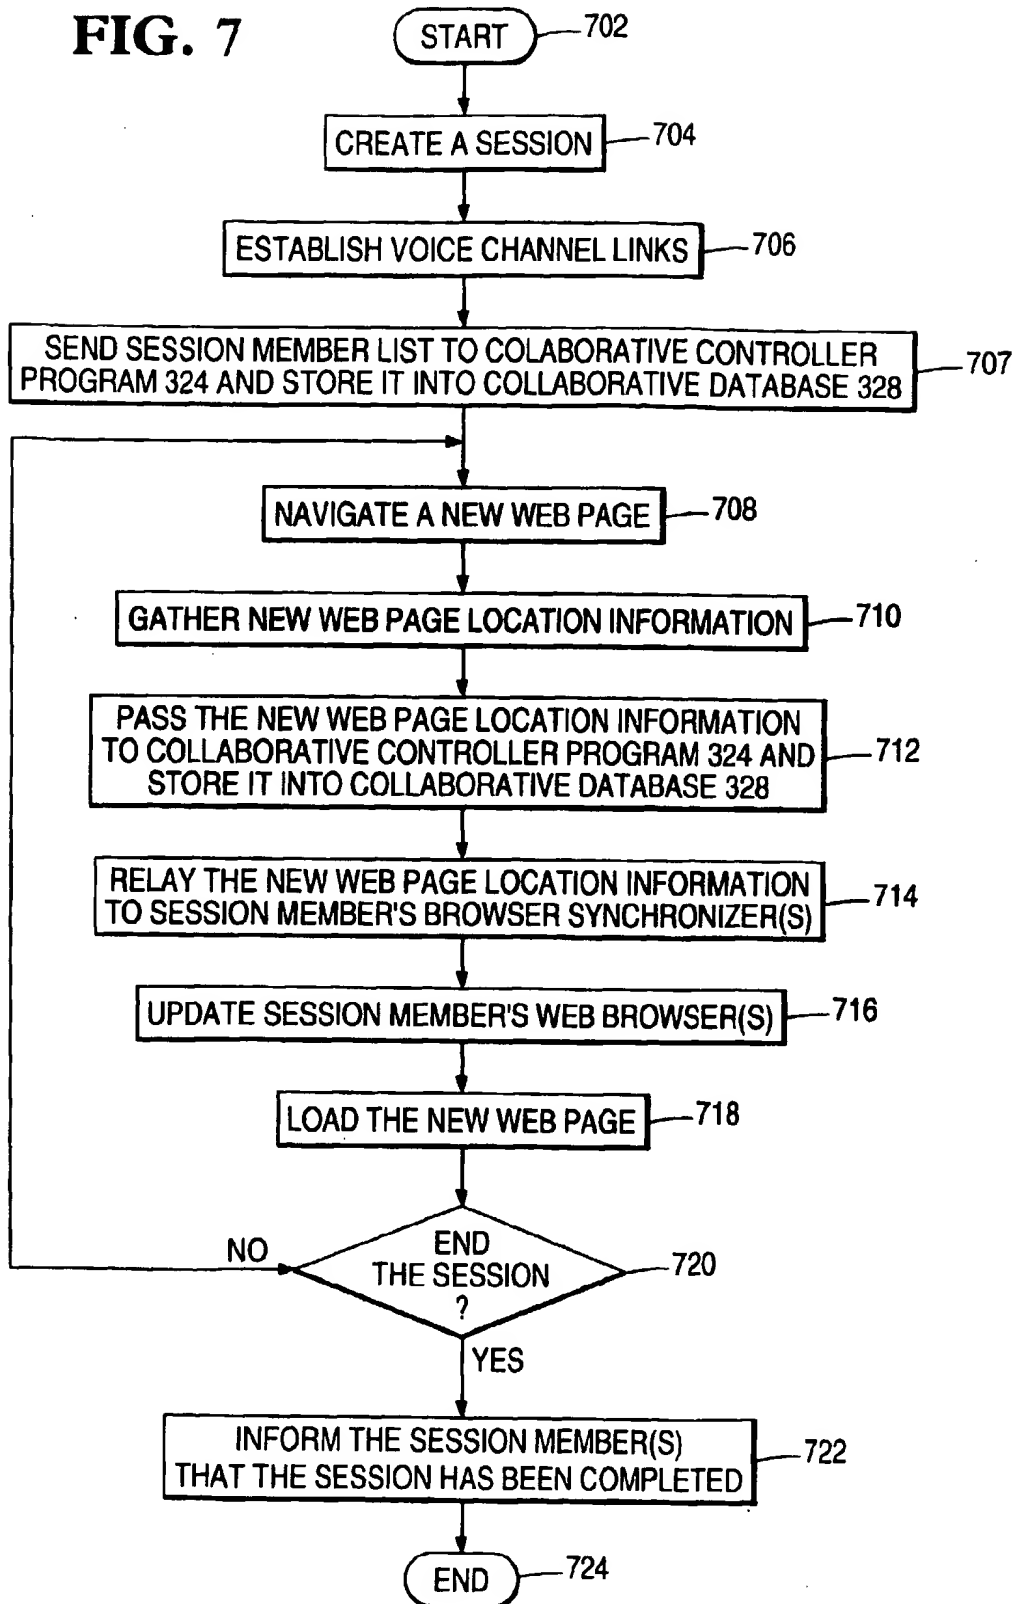 FIG. 7
START 702
CREATE A SESSION 704
ESTABLISH VOICE CHANNEL LINKS 706
SEND SESSION MEMBER LIST TO COLABORATIVE CONTROLLER
PROGRAM 324 AND STORE IT INTO COLLABORATIVE DATABASE 328
707
NAVIGATE A NEW WEB PAGE 708
GATHER NEW WEB PAGE LOCATION INFORMATION 710
PASS THE NEW WEB PAGE LOCATION INFORMATION
TO COLLABORATIVE CONTROLLER PROGRAM 324 AND
STORE IT INTO COLLABORATIVE DATABASE 328
712
RELAY THE NEW WEB PAGE LOCATION INFORMATION
TO SESSION MEMBER'S BROWSER SYNCHRONIZER(S)
714
UPDATE SESSION MEMBER'S WEB BROWSER(S) 716
LOAD THE NEW WEB PAGE 718
NO
END
THE SESSION
?
720
YES
INFORM THE SESSION MEMBER(S)
THAT THE SESSION HAS BEEN COMPLETED
722
END 724